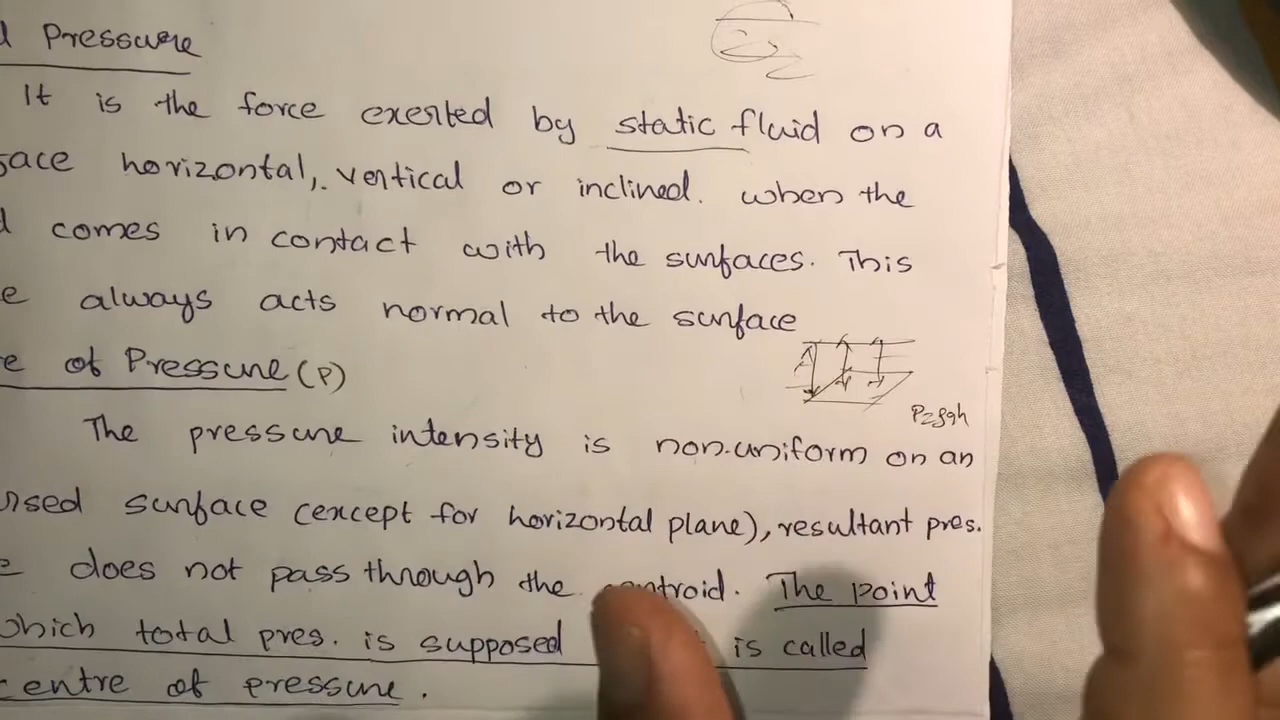 Pressure
It is the force exerted by static fluid on a
horizontal, vertical or inclined. when the
comes in contact with the surfaces. This
always acts normal to the surface
of Pressure (P)
P=ρgh
The pressure intensity is non-uniform on an
surface (except for horizontal plane), resultant pres.
does not pass through the centroid. The point
which total pres. is supposed is called
centre of pressure.